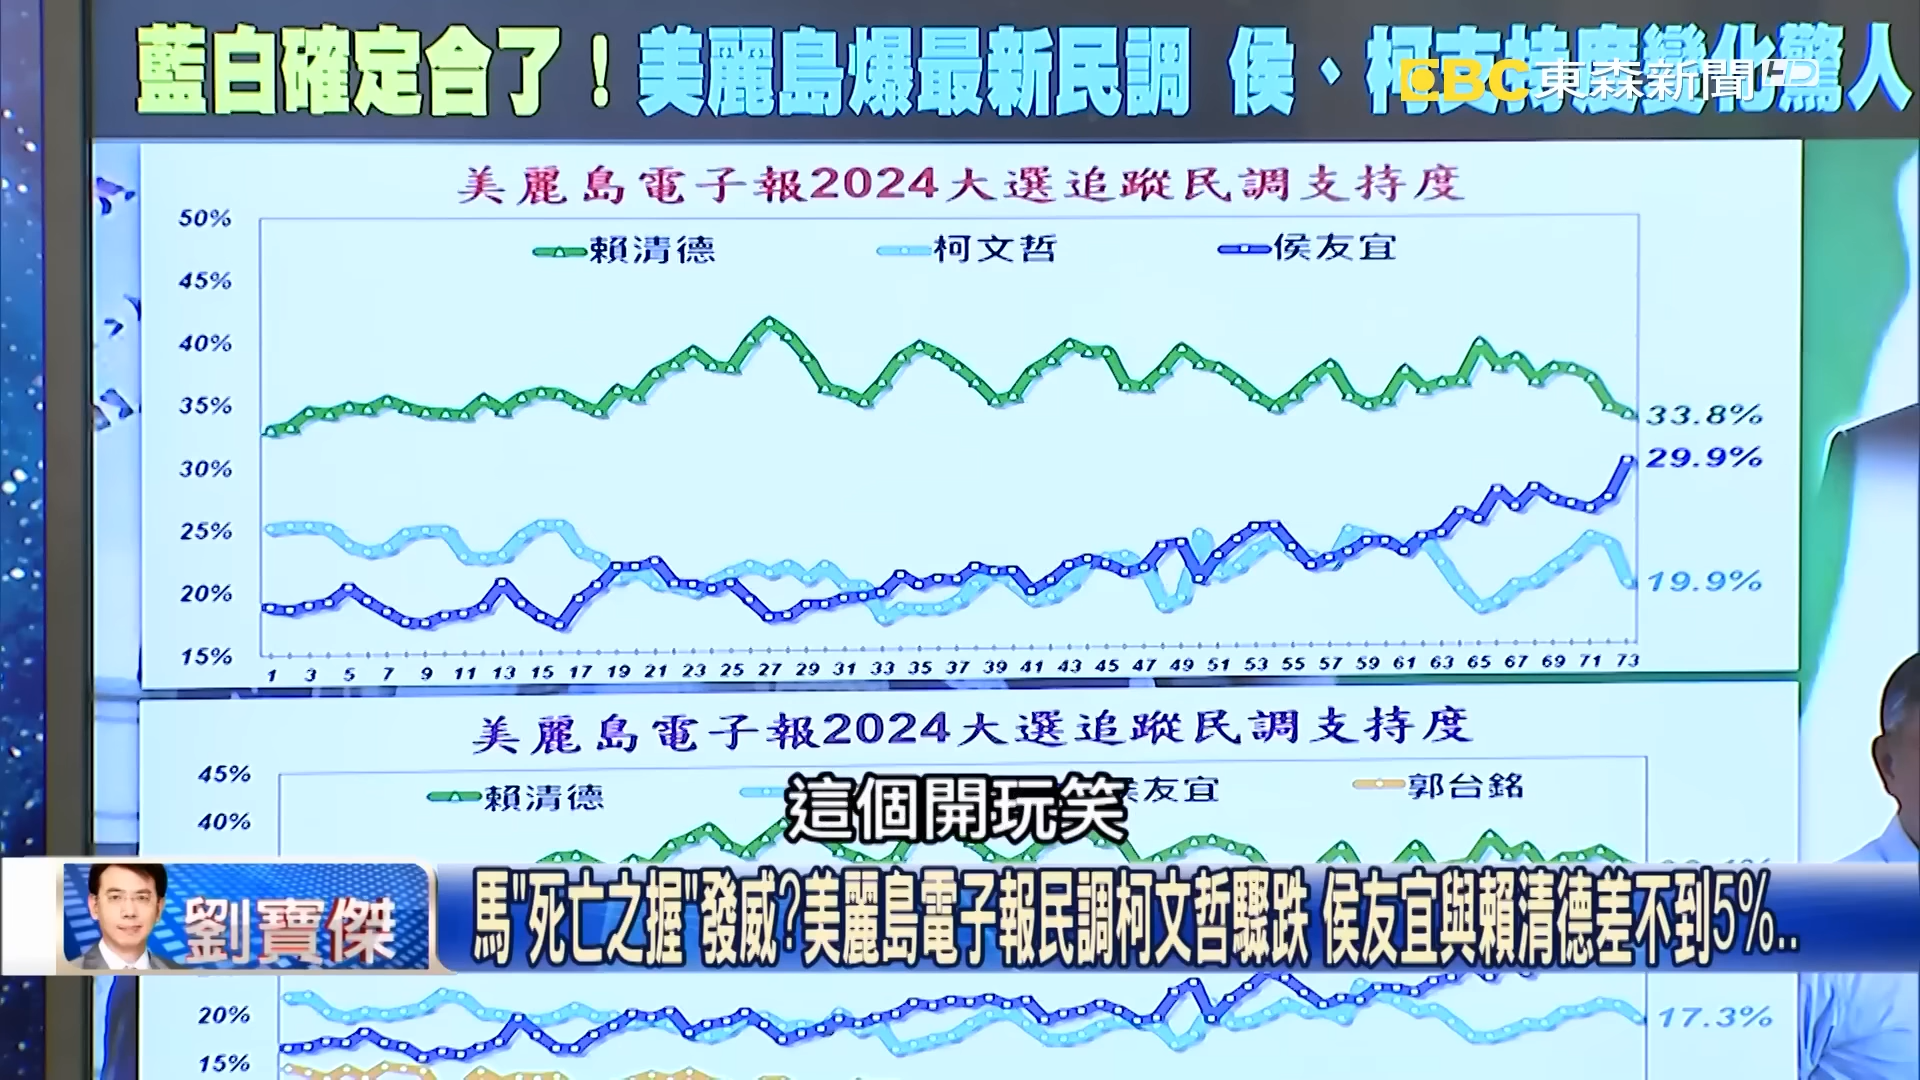 藍白確定合了！美麗島爆最新民調 侯、柯支持度變化驚人
EBC 東森新聞 HD
美麗島電子報2024大選追蹤民調支持度
賴清德 柯文哲 侯友宜
50%
45%
40%
35%
30%
25%
20%
15%
33.8%
29.9%
19.9%
1 3 5 7 9 11 13 15 17 19 21 23 25 27 29 31 33 35 37 39 41 43 45 47 49 51 53 55 57 59 61 63 65 67 69 71 73
美麗島電子報2024大選追蹤民調支持度
賴清德 友宜 郭台銘
45%
40%
這個開玩笑
劉寶傑
馬"死亡之握"發威?美麗島電子報民調柯文哲驟跌 侯友宜與賴清德差不到5%..
20%
15%
17.3%